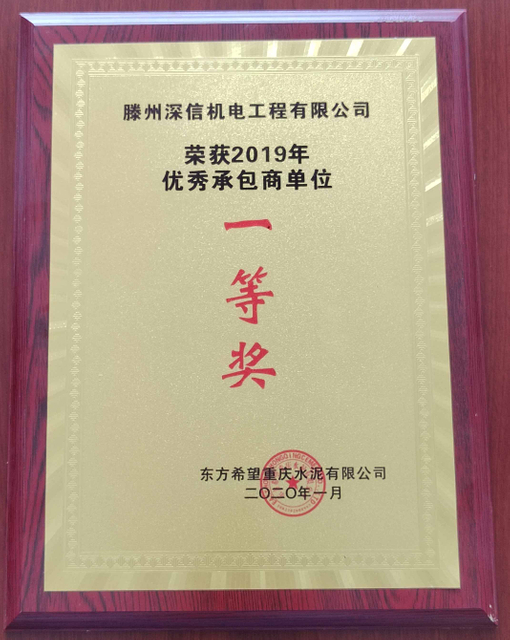 滕州深信机电工程有限公司
荣获2019年
优秀承包商单位
一
等
奖
东方希望重庆水泥有限公司
二〇二〇年一月